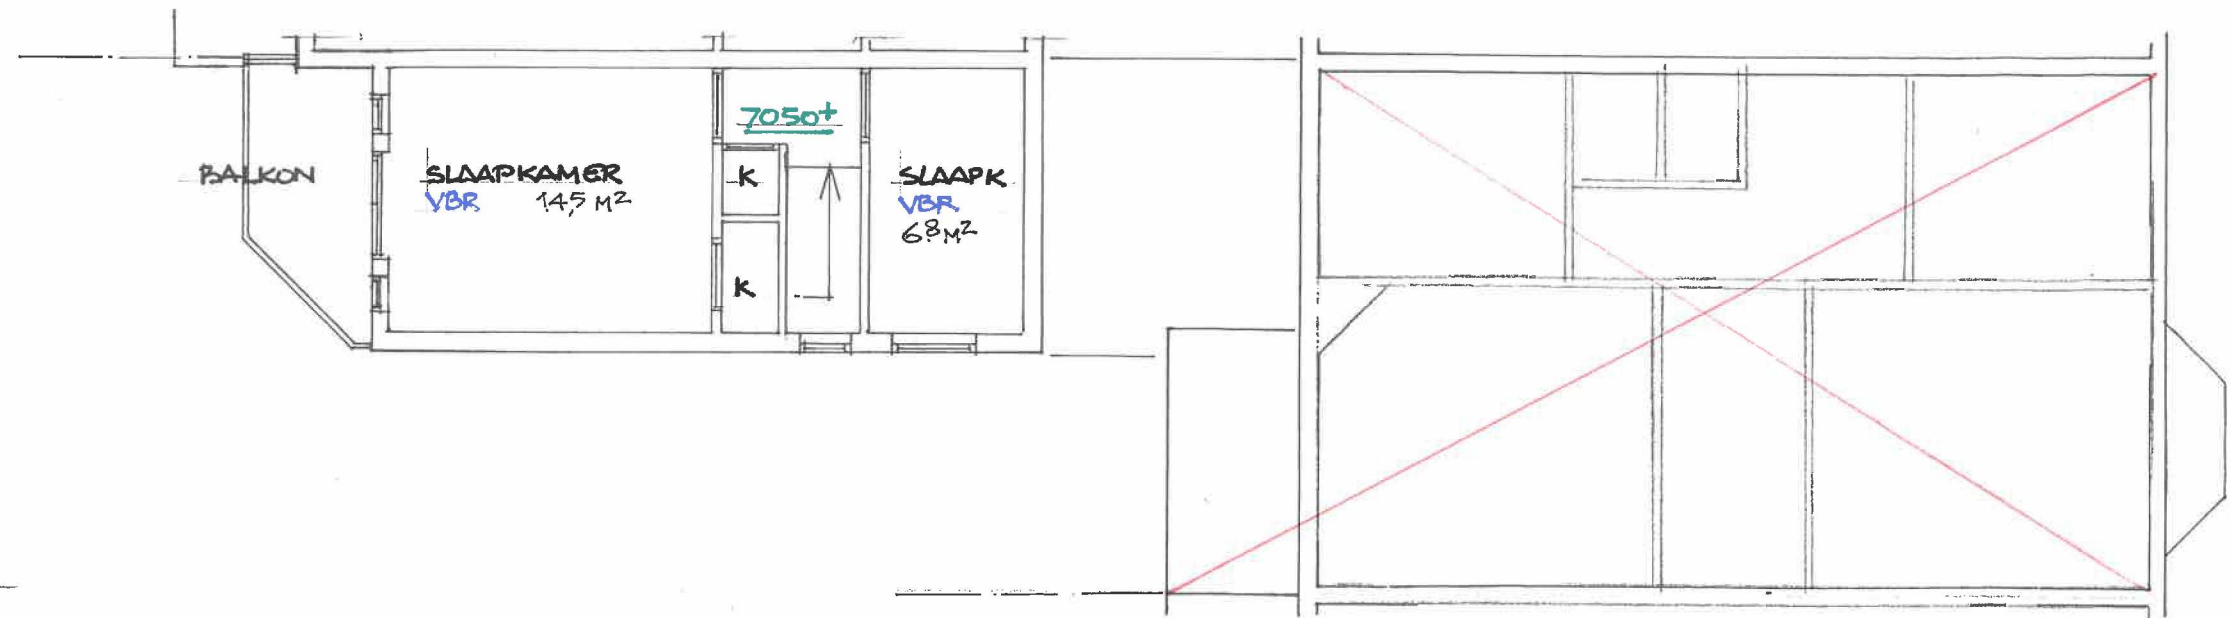 7050+
BALKON
SLAAPKAMER
VBR 14,5 M2
K
SLAAPK
VBR
6.8 M2
K